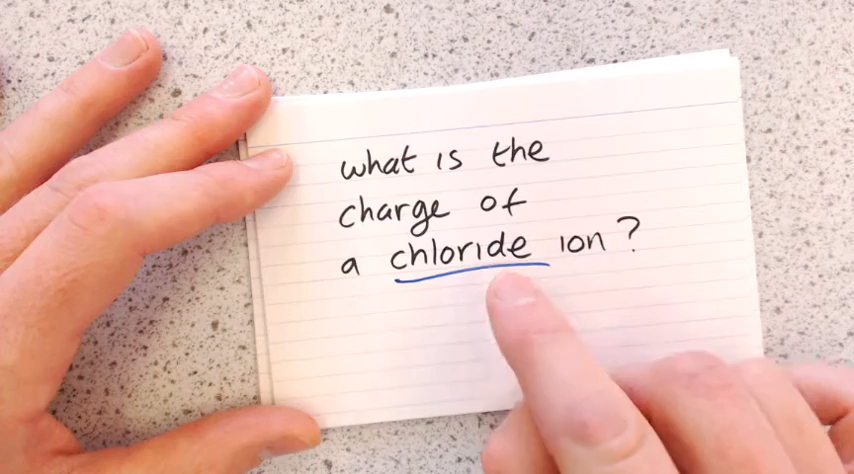 what is the
charge of
a chloride ion?